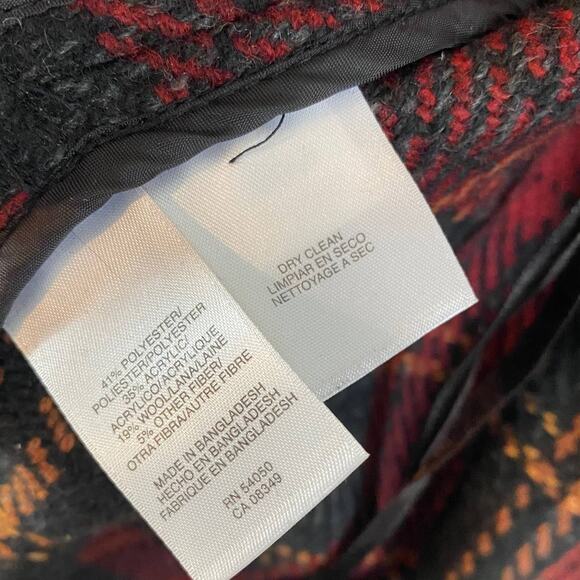 41% POLYESTER/
POLIESTER/POLYESTER
35% ACRYLIC/
ACRYLICO/ACRYLIQUE
19% WOOL/LANA/LAINE
5% OTHER FIBER/
OTRA FIBRA/AUTRE FIBRE
MADE IN BANGLADESH
HECHO EN BANGLADESH
FABRIQUE EN BANGLADESH
RN 54050
CA 08349
DRY CLEAN
LIMPIAR EN SECO
NETTOYAGE A SEC